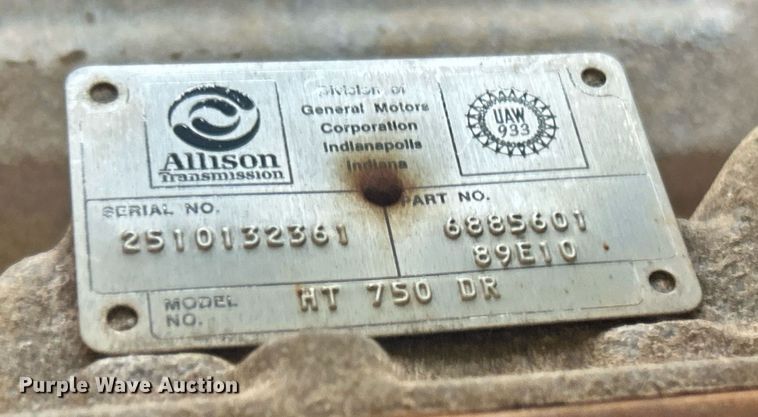 Allison
Transmission
Division of
General Motors
Corporation
Indianapolis
Indiana
UAW
933
SERIAL NO.
2510132361
PART NO.
6885601
89E10
MODEL
NO.
HT 750 DR
Purple Wave Auction